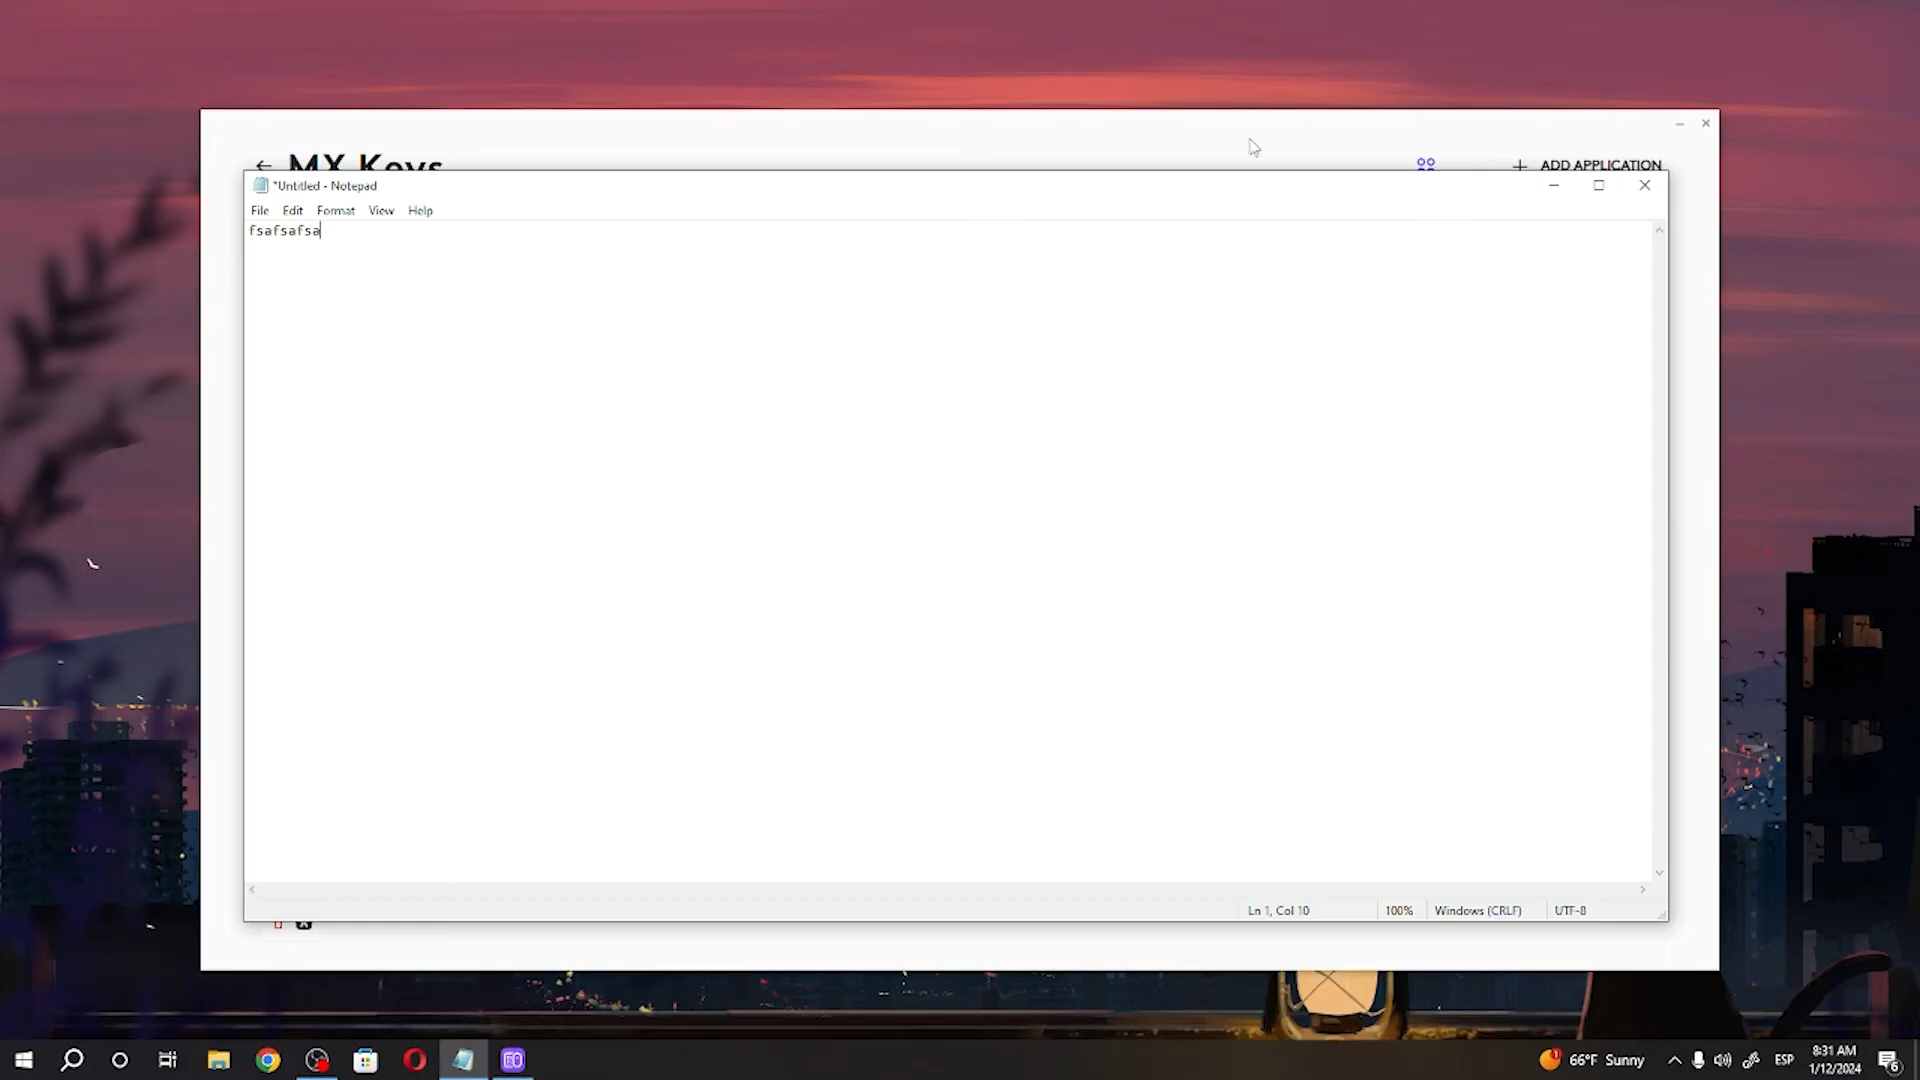 MX Keys
ADD APPLICATION
*Untitled - Notepad
File Edit Format View Help
fsafsafsa
Ln 1, Col 10 100% Windows (CRLF) UTF-8
66°F Sunny ESP 8:31 AM
1/12/2024
6